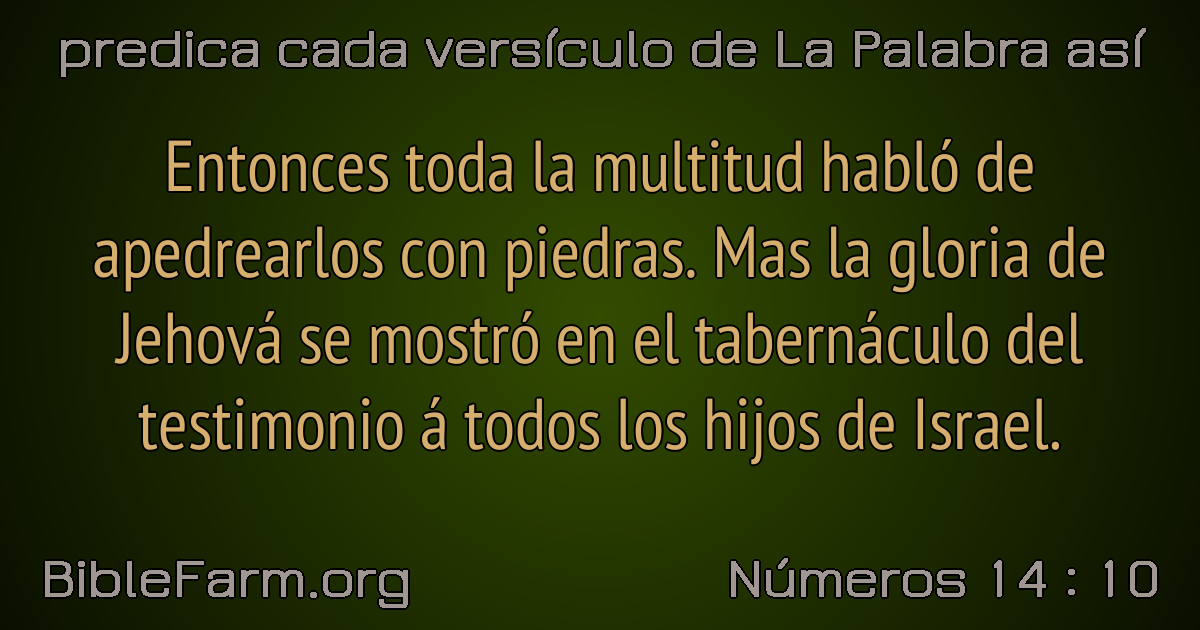 predica cada versículo de La Palabra así
Entonces toda la multitud habló de
apedrearlos con piedras. Mas la gloria de
Jehová se mostró en el tabernáculo del
testimonio á todos los hijos de Israel.
BibleFarm.org
Números 14 : 10